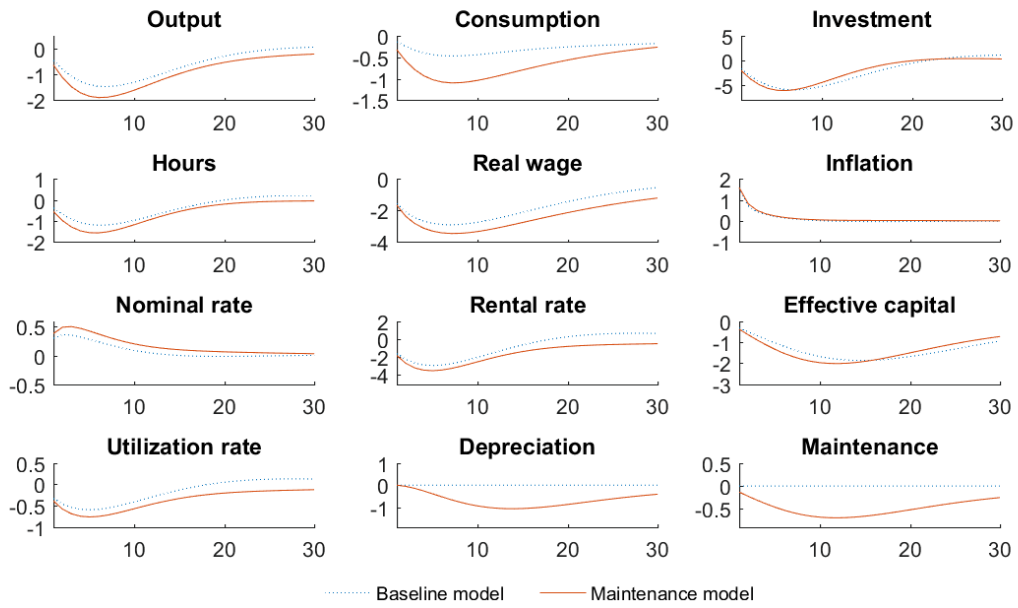 Output
0
-1
-2
10 20 30
Consumption
0
-0.5
-1
-1.5
10 20 30
Investment
5
0
-5
10 20 30
Hours
1
0
-1
-2
10 20 30
Real wage
0
-2
-4
10 20 30
Inflation
2
1
0
-1
10 20 30
Nominal rate
0.5
0
-0.5
10 20 30
Rental rate
2
0
-2
-4
10 20 30
Effective capital
0
-1
-2
-3
10 20 30
Utilization rate
0.5
0
-0.5
-1
10 20 30
Depreciation
1
0
-1
10 20 30
Maintenance
0.5
0
-0.5
10 20 30
Baseline model Maintenance model